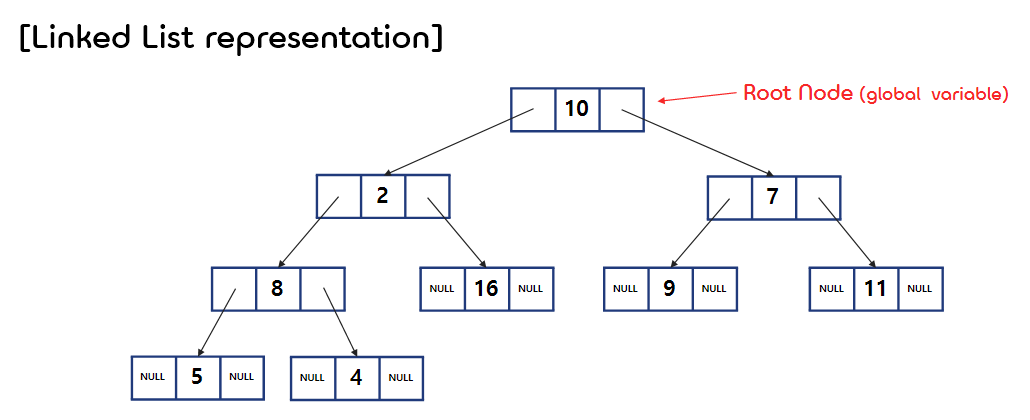 [Linked List representation]
10
Root Node (global variable)
2
7
8
NULL 16 NULL
NULL 9 NULL
NULL 11 NULL
NULL 5 NULL
NULL 4 NULL